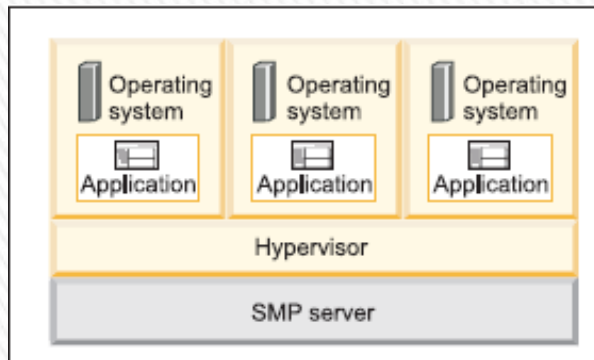 Operating
system
Application
Operating
system
Application
Operating
system
Application
Hypervisor
SMP server